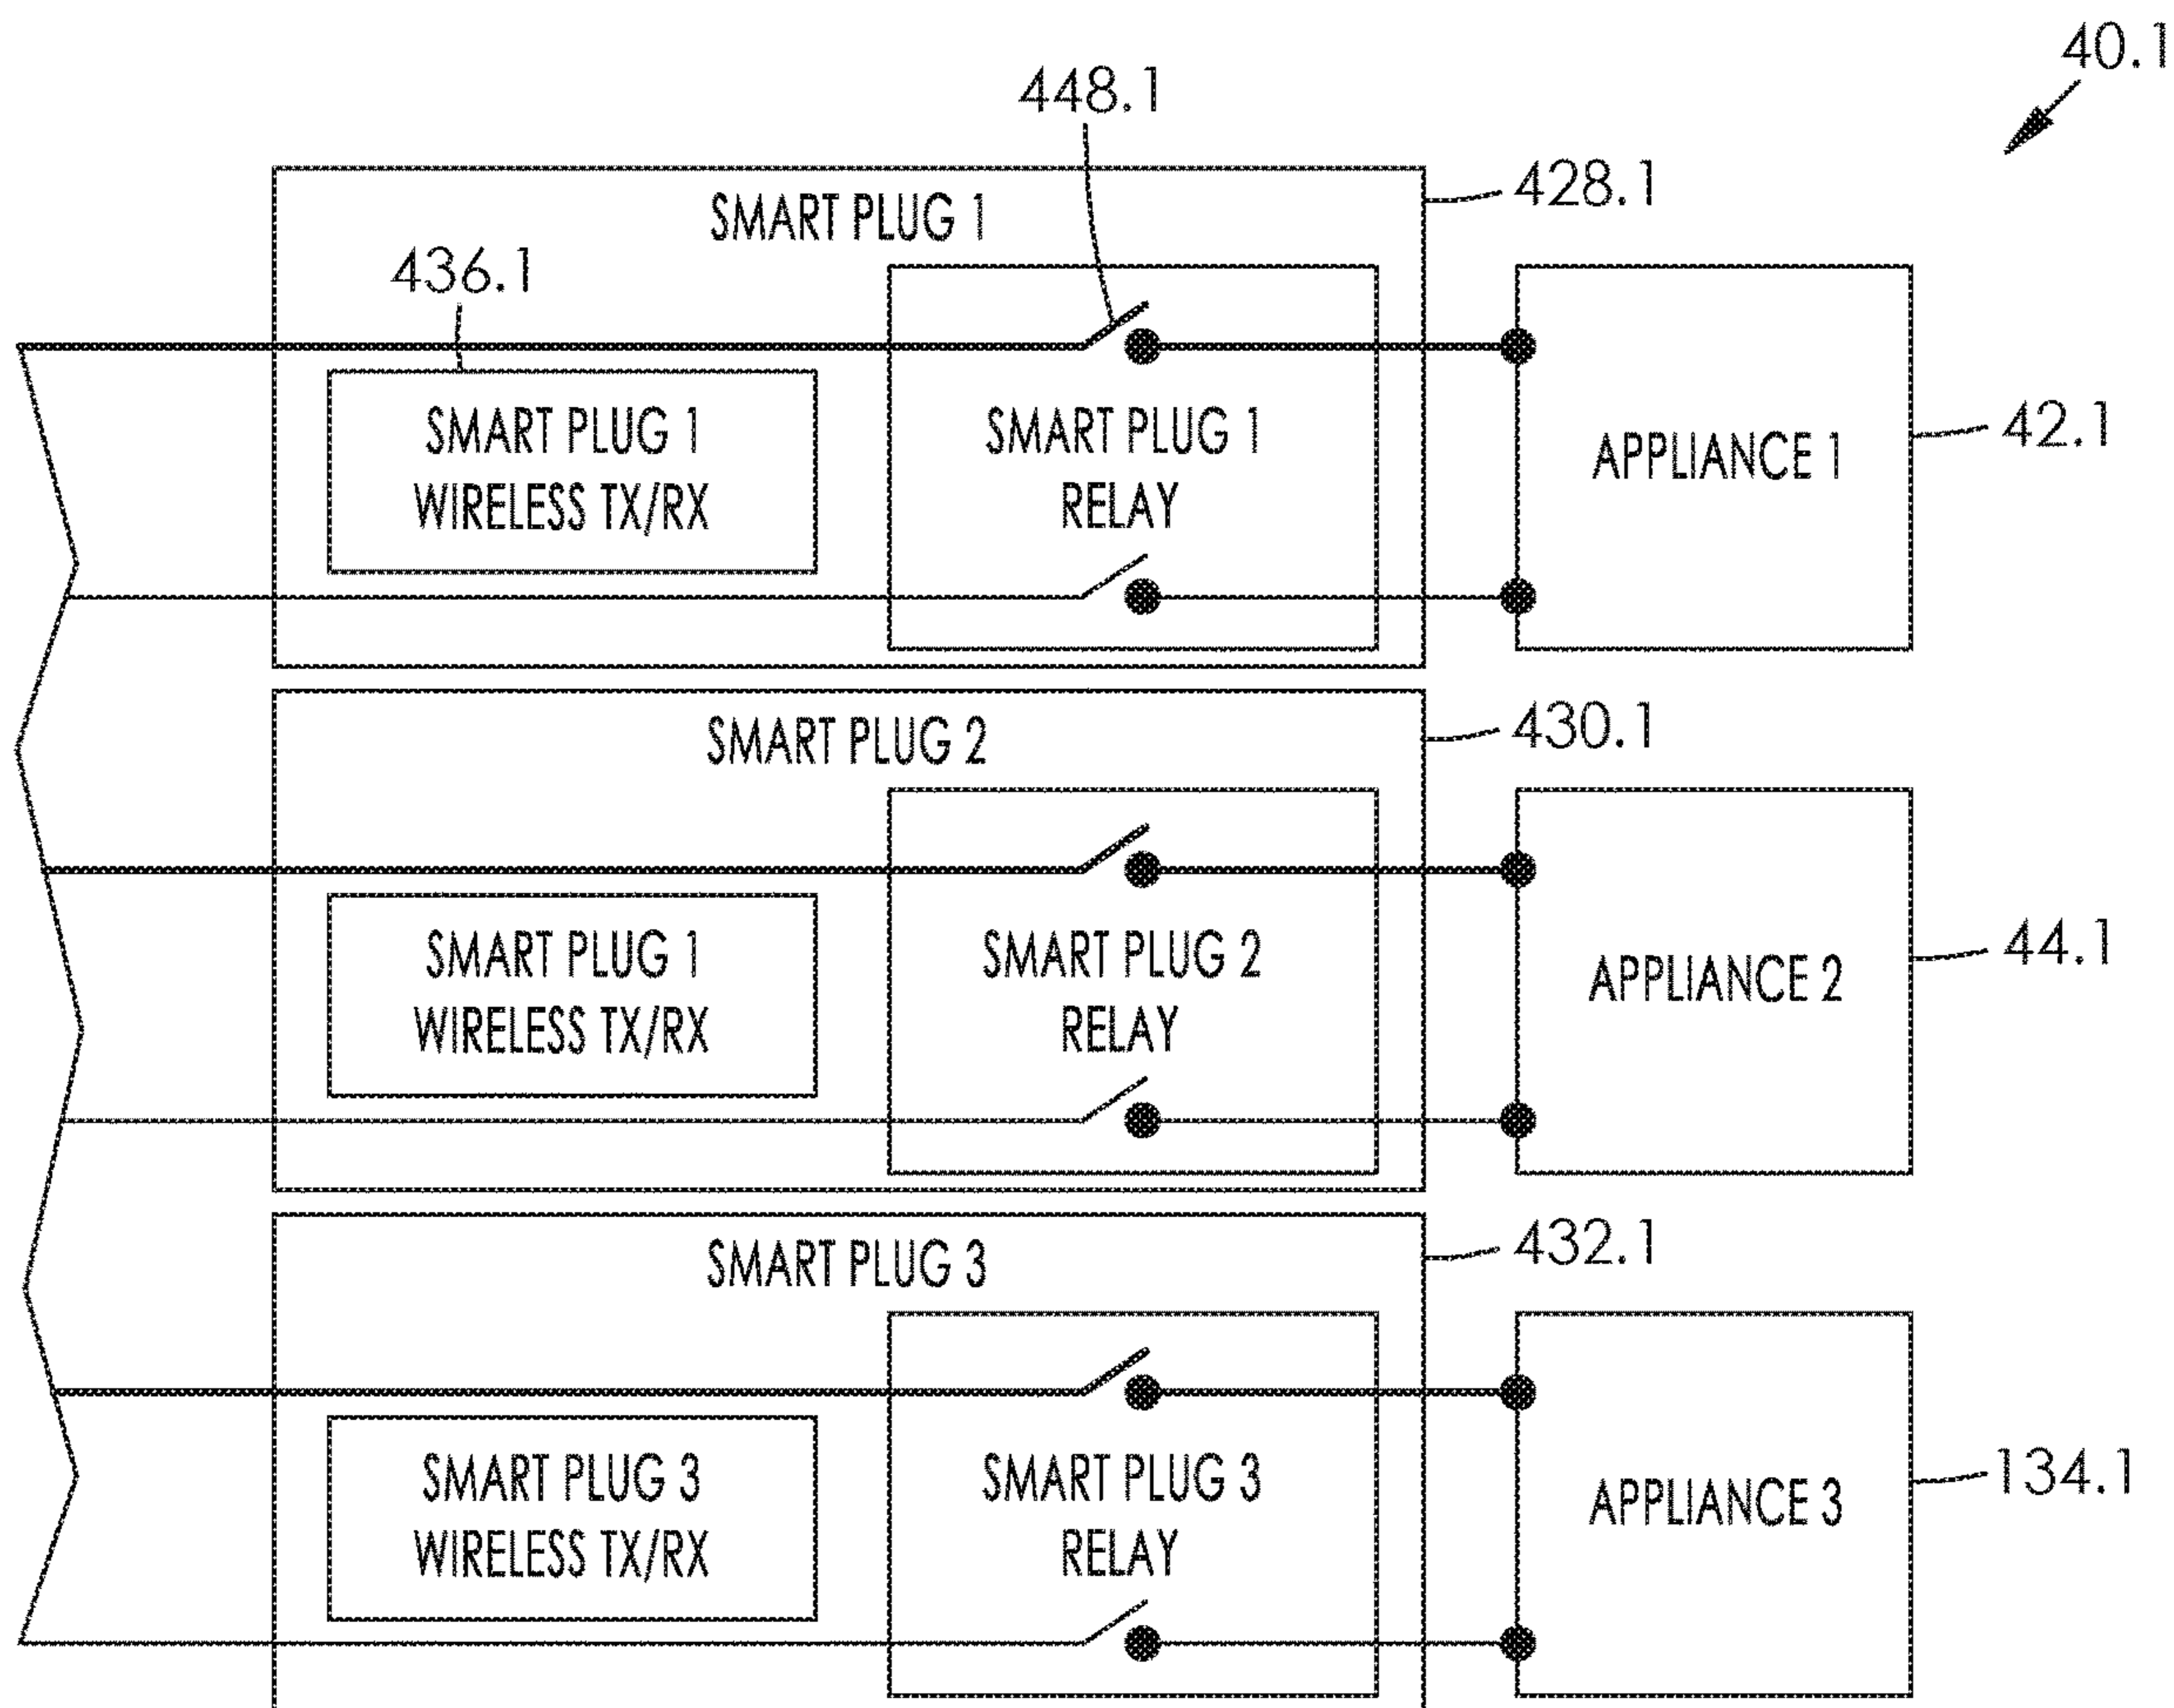 40.1
448.1
428.1
SMART PLUG 1
436.1
SMART PLUG 1
WIRELESS TX/RX
SMART PLUG 1
RELAY
APPLIANCE 1
42.1
430.1
SMART PLUG 2
SMART PLUG 1
WIRELESS TX/RX
SMART PLUG 2
RELAY
APPLIANCE 2
44.1
432.1
SMART PLUG 3
SMART PLUG 3
WIRELESS TX/RX
SMART PLUG 3
RELAY
APPLIANCE 3
134.1